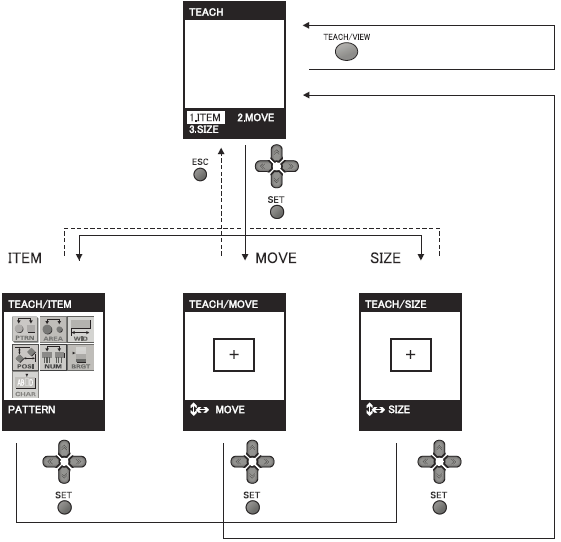 TEACH
TEACH/VIEW
1.ITEM 2.MOVE
3.SIZE
ESC
SET
ITEM MOVE SIZE
TEACH/ITEM TEACH/MOVE TEACH/SIZE
PTRN AREA WID
POSI NUM BRGT
CHAR
PATTERN MOVE SIZE
SET SET SET